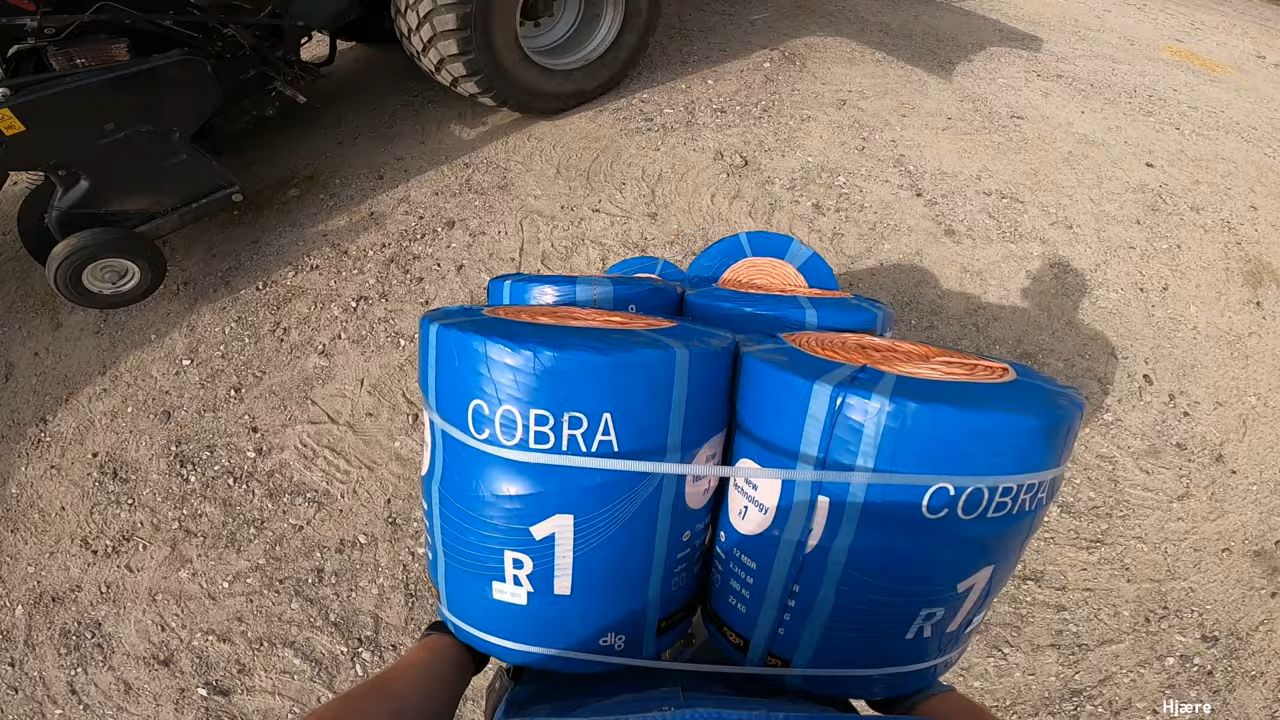 COBRA
R1
dlg
New
Technology
R1
12 MDR
2.310 M
300 KG
22 KG
COBRA
R1
Hjære